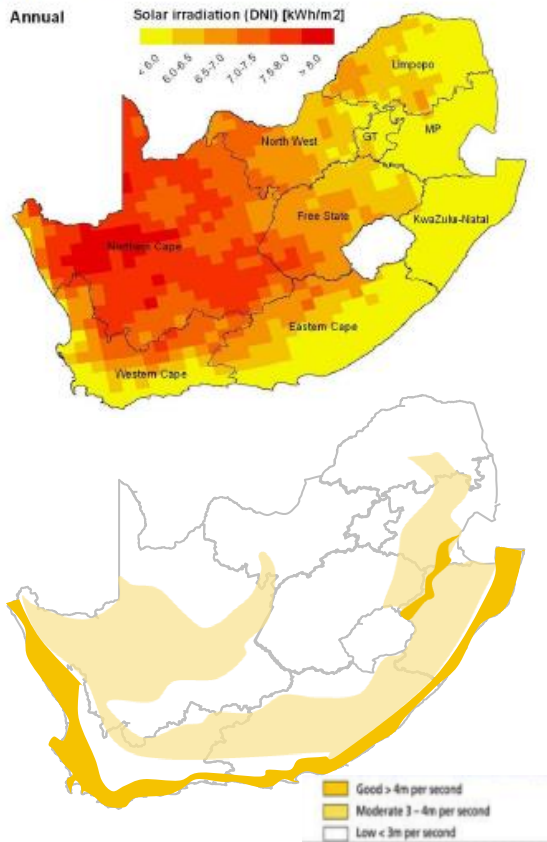 Annual
Solar irradiation (DNI) [kWh/m2]
< 6.0
6.0-6.5
6.5-7.0
7.0-7.5
7.5-8.0
> 8.0
Limpopo
MP
GT
North West
Free State
KwaZulu-Natal
Northern Cape
Eastern Cape
Western Cape
Good > 4m per second
Moderate 3 – 4m per second
Low < 3m per second